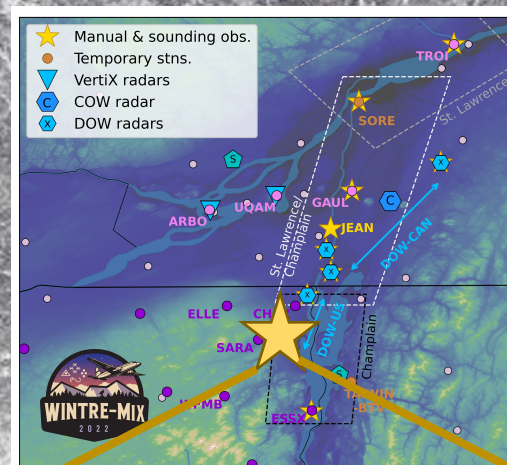 Manual & sounding obs.
Temporary stns.
VertiX radars
C COW radar
X DOW radars
TROI
St. Lawrence
SORE
S
X
UQAM
GAUL
C
ARBO
JEAN
St. Lawrence/
Champlain
X
DOW-CAN
X
X
ELLE
CH
DOW-US
Champlain
SARA
S
WINTRE-MIX
2022
ESSX